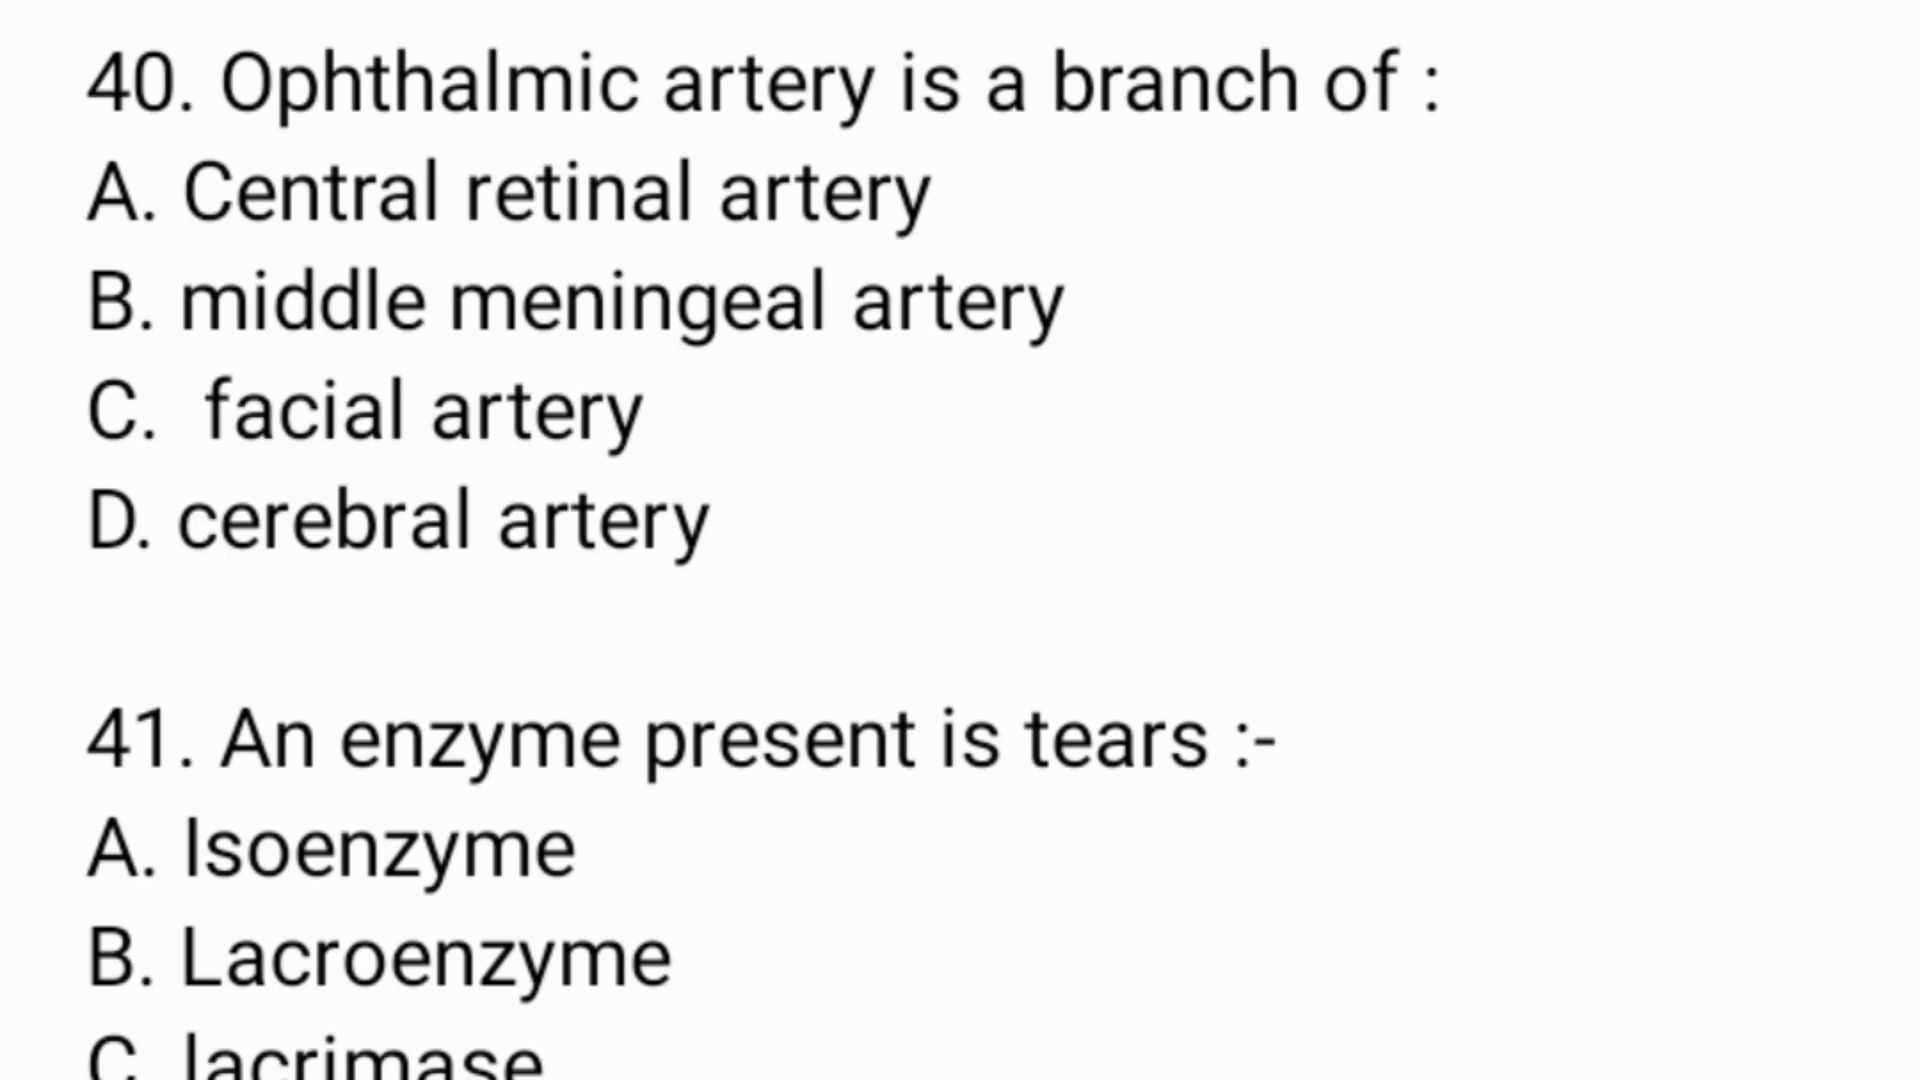 40. Ophthalmic artery is a branch of :
A. Central retinal artery
B. middle meningeal artery
C.  facial artery
D. cerebral artery
41. An enzyme present is tears :-
A. Isoenzyme
B. Lacroenzyme
C. lacrimase